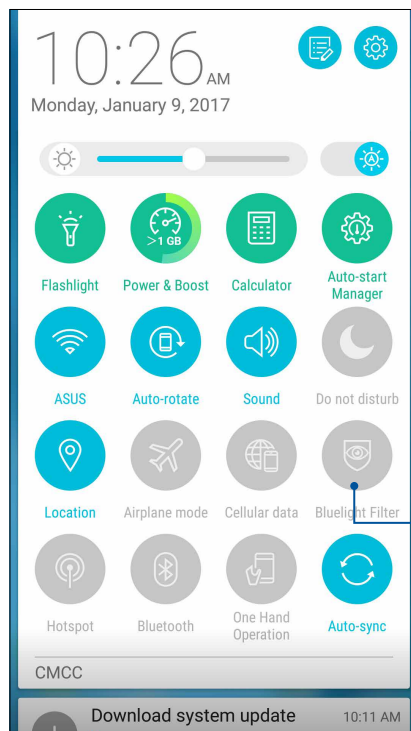 10:26 AM
Monday, January 9, 2017
A
>1 GB
Flashlight
Power & Boost
Calculator
Auto-start
Manager
ASUS
Auto-rotate
Sound
Do not disturb
Location
Airplane mode
Cellular data
Bluelight Filter
Hotspot
Bluetooth
One Hand
Operation
Auto-sync
CMCC
Download system update 10:11 AM